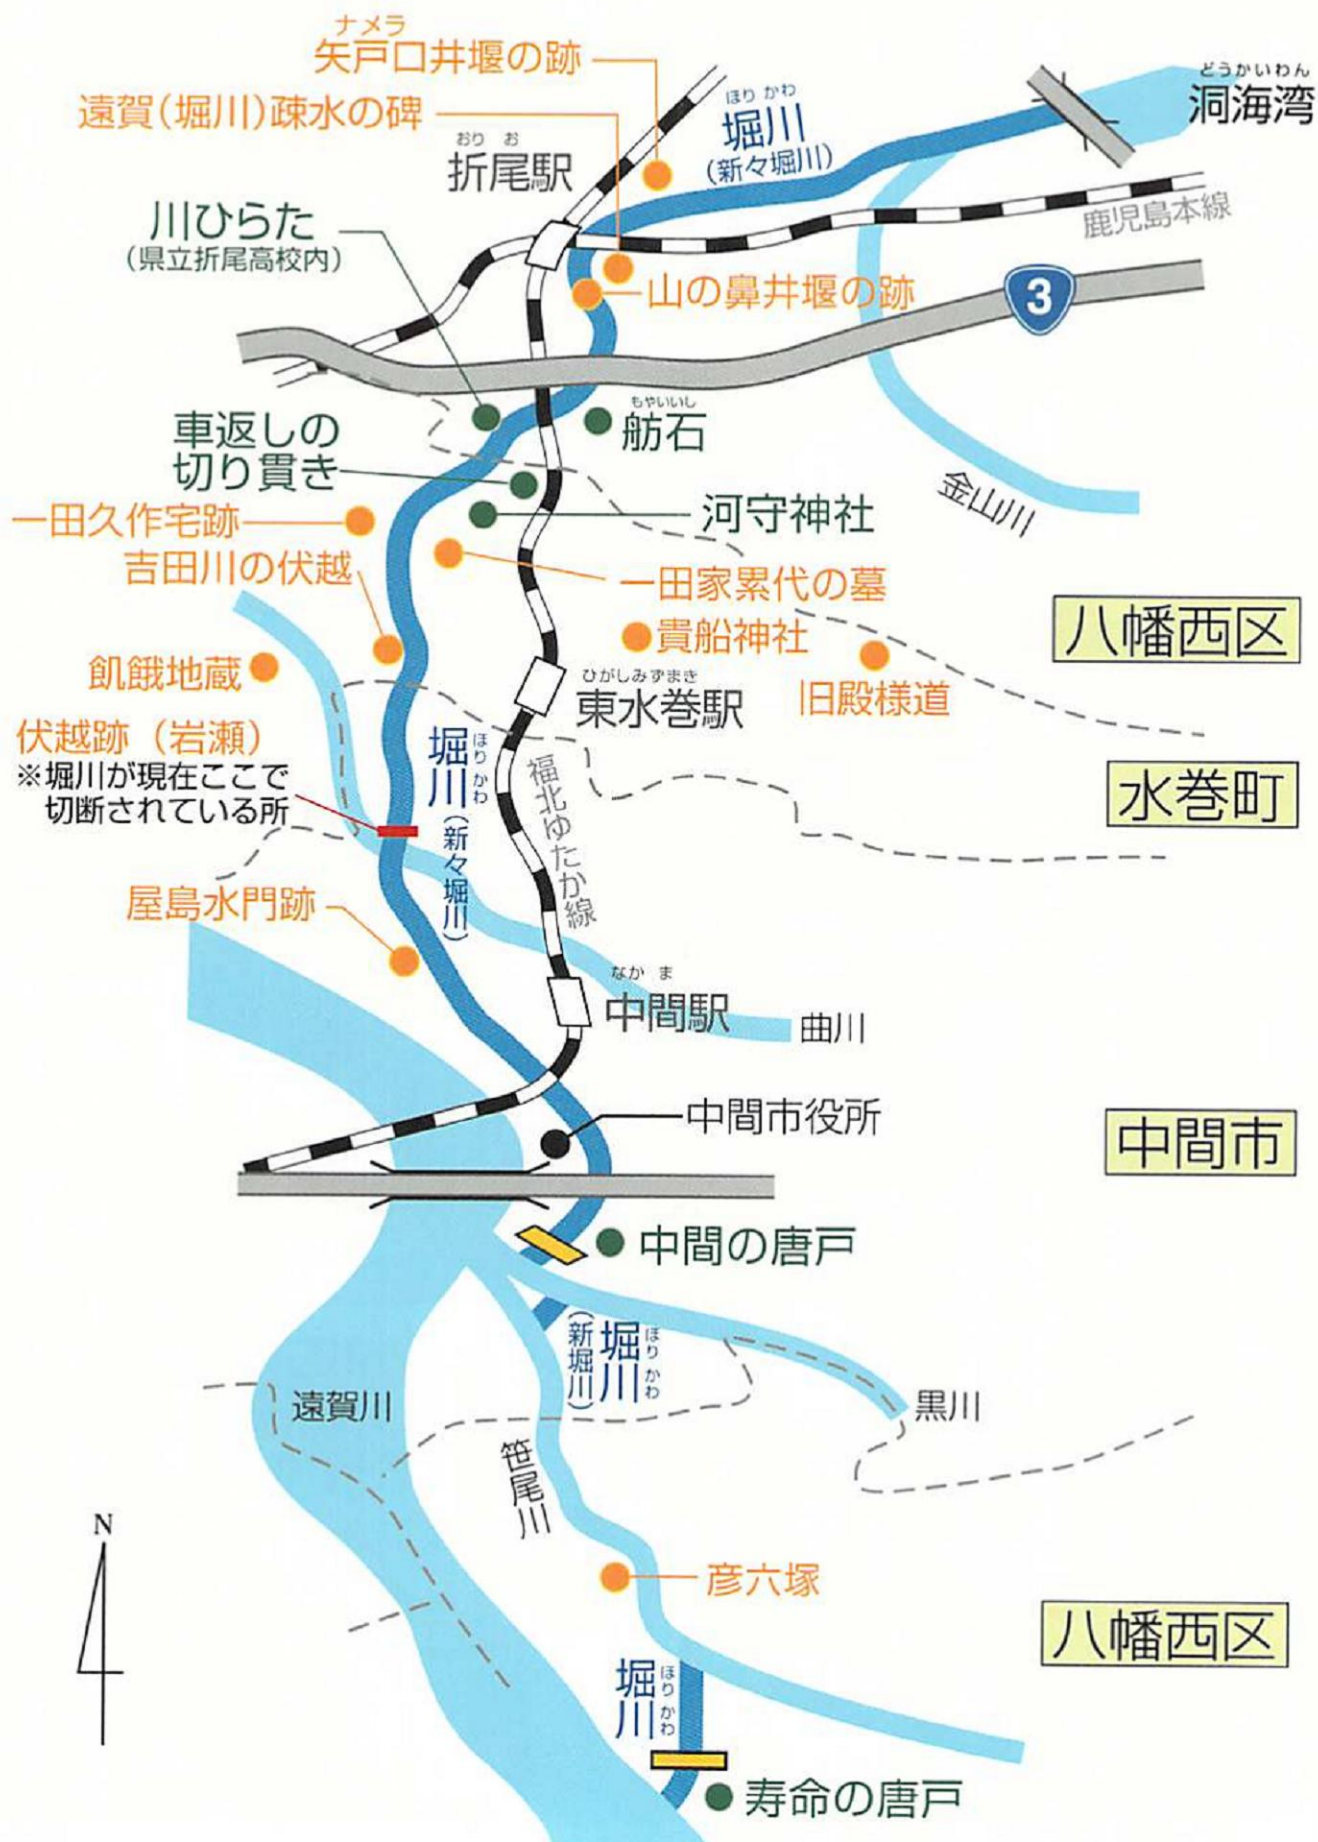 ナメラ
矢戸口井堰の跡
どうかいわん
洞海湾
遠賀(堀川)疎水の碑
ほりかわ
堀川
(新々堀川)
おりお
折尾駅
川ひらた
(県立折尾高校内)
鹿児島本線
山の鼻井堰の跡
3
もやいいし
舫石
車返しの
切り貫き
金山川
一田久作宅跡
河守神社
吉田川の伏越
一田家累代の墓
八幡西区
貴船神社
飢餓地蔵
ひがしみずまき
東水巻駅
旧殿様道
伏越跡(岩瀬)
※堀川が現在ここで
切断されている所
ほりかわ
堀川
(新々堀川)
福北ゆたか線
水巻町
屋島水門跡
なかま
中間駅
曲川
中間市役所
中間市
中間の唐戸
ほりかわ
堀川
(新堀川)
遠賀川
黒川
笹尾川
N
彦六塚
八幡西区
ほりかわ
堀川
寿命の唐戸